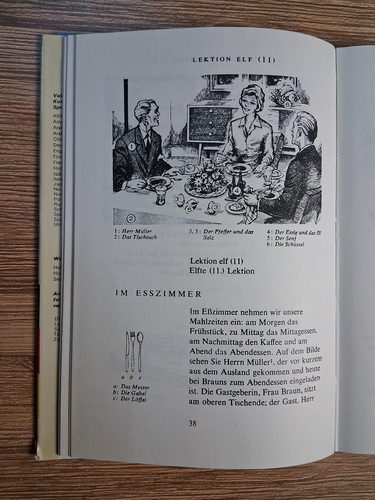 LEKTION ELF (11)
1
2
1: Herr Müller
2: Das Tischtuch
3, 3: Der Pfeffer und das
Salz
4: Der Essig und das Öl
5: Der Senf
6: Die Schüssel
Lektion elf (11)
Elfte (11.) Lektion
IM ESSZIMMER
Im Eßzimmer nehmen wir unsere
Mahlzeiten ein: am Morgen das
Frühstück, zu Mittag das Mittagessen,
am Nachmittag den Kaffee und am
Abend das Abendessen. Auf dem Bilde
sehen Sie Herrn Müller¹, der vor kurzem
aus dem Ausland gekommen und heute
bei Brauns zum Abendessen eingeladen
ist. Die Gastgeberin, Frau Braun, sitzt
am oberen Tischende; der Gast, Herr
a b c
a: Das Messer
b: Die Gabel
c: Der Löffel
38